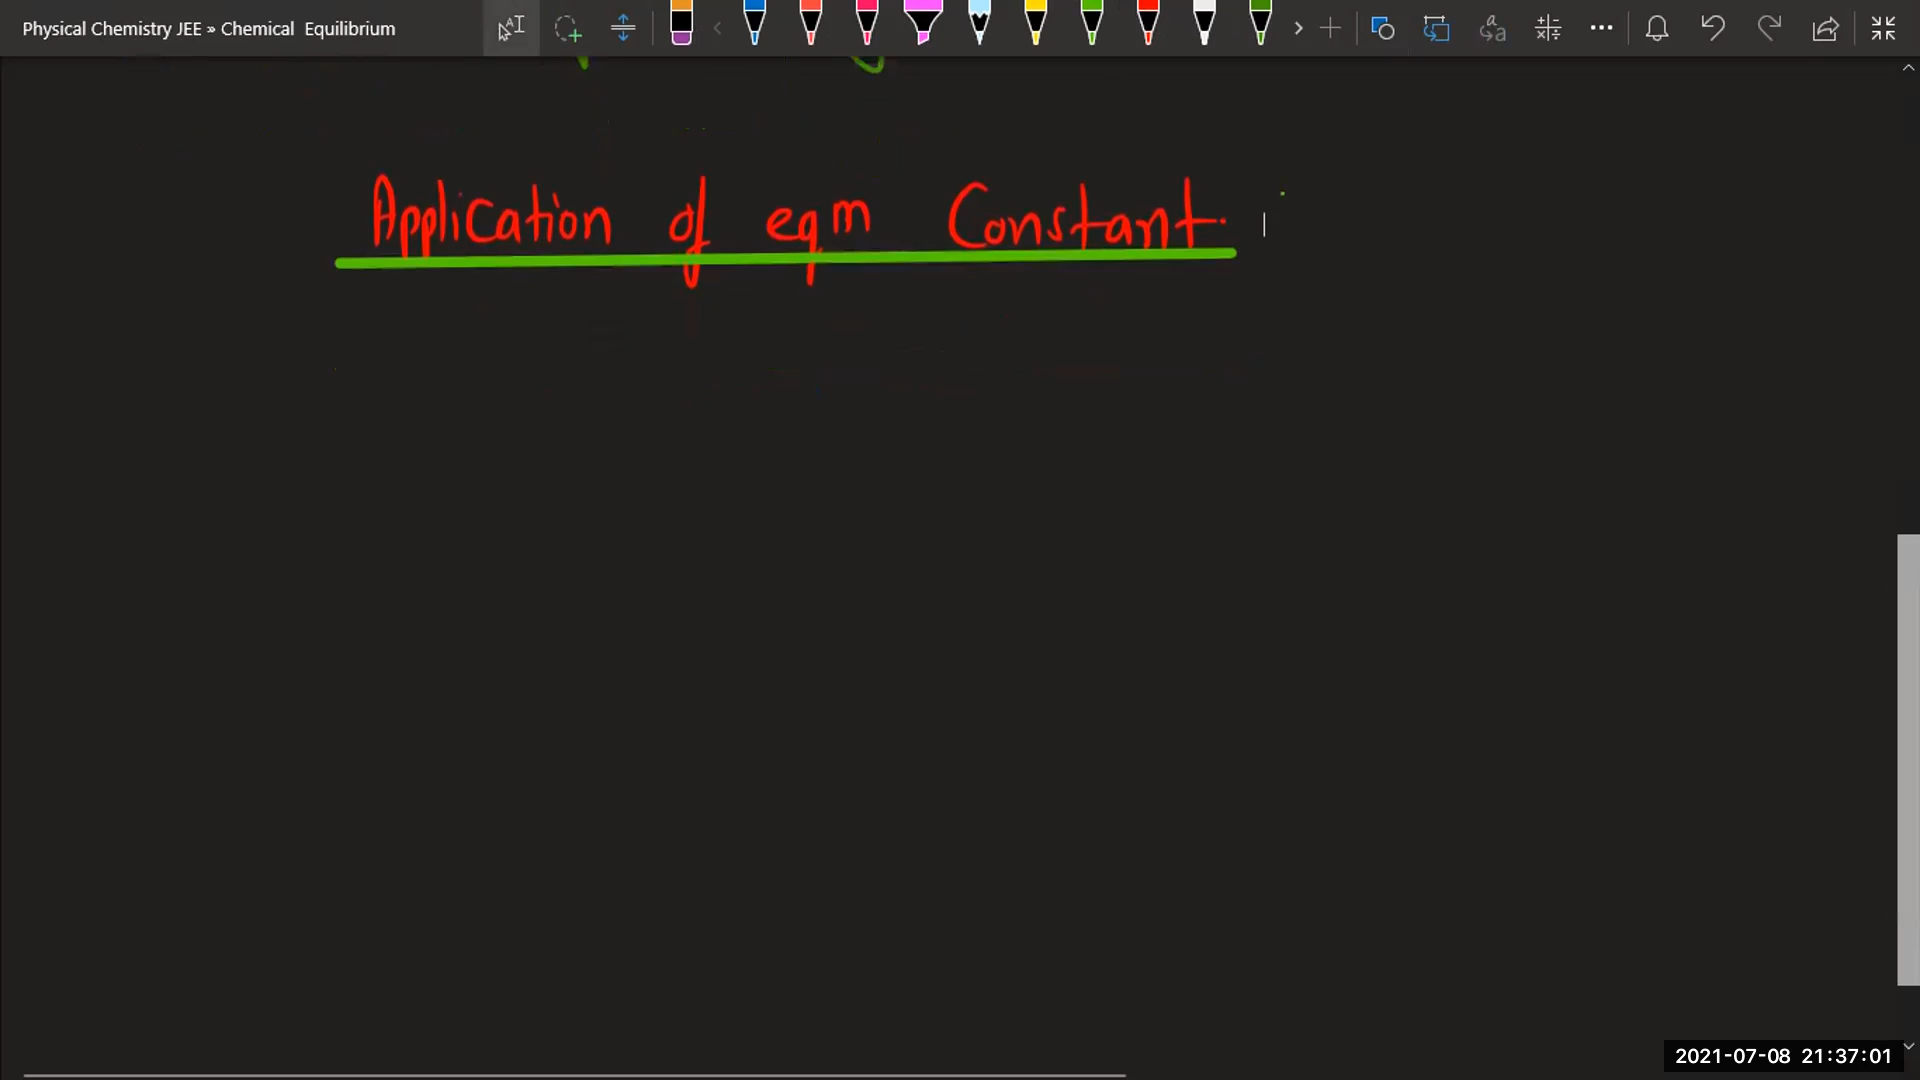 Physical Chemistry JEE » Chemical Equilibrium
Application of eqm Constant.
2021-07-08 21:37:01